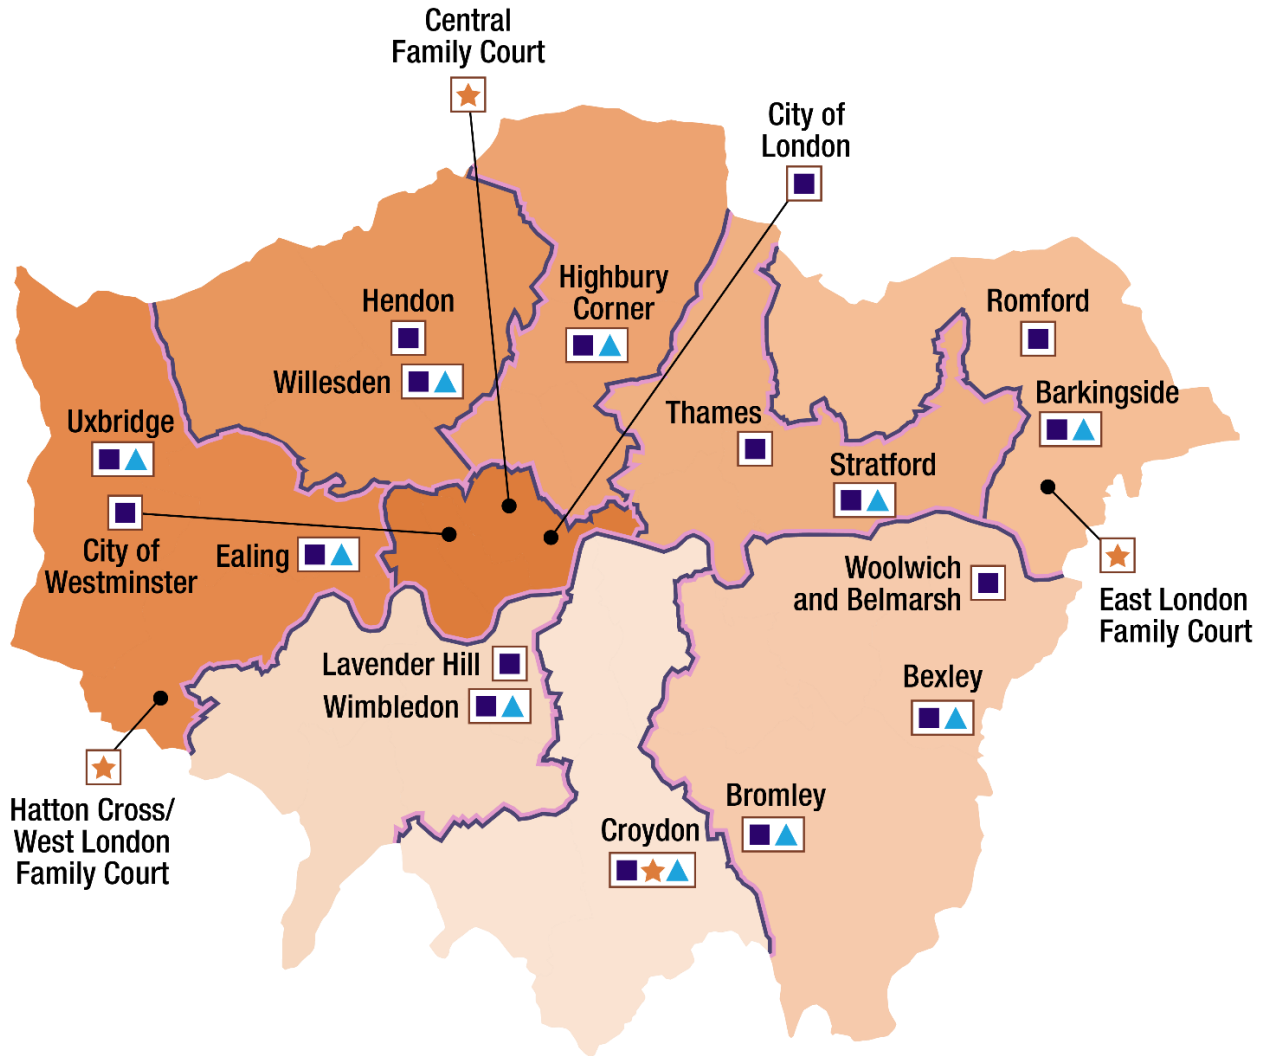 Central
Family Court
City of
London
Highbury
Corner
Hendon
Romford
Willesden
Barkingside
Thames
Uxbridge
Stratford
City of
Westminster
Ealing
Woolwich
and Belmarsh
East London
Family Court
Lavender Hill
Bexley
Wimbledon
Bromley
Hatton Cross/
West London
Family Court
Croydon